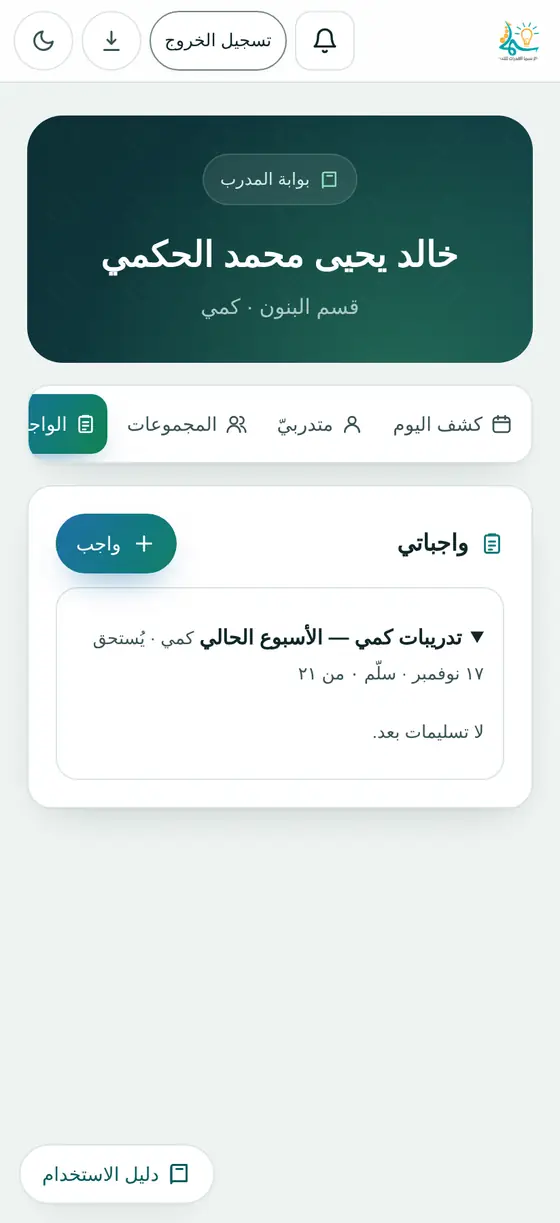 تسجيل الخروج
بوابة المدرب
خالد يحيى محمد الحكمي
قسم البنون · كمي
كشف اليوم
متدربيّ
المجموعات
الواج
واجباتي
واجب
تدريبات كمي — الأسبوع الحالي كمي · يُستحق
١٧ نوفمبر · سلّم ٠ من ٢١
لا تسليمات بعد.
دليل الاستخدام